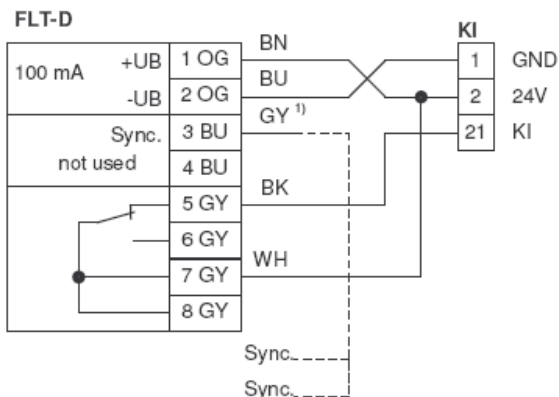 FLT-D
KI
100 mA +UB 1 OG BN 1 GND
-UB 2 OG BU 2 24V
Sync. 3 BU GY 1) 21 KI
not used 4 BU
5 GY BK
6 GY
7 GY WH
8 GY
Sync.
Sync.